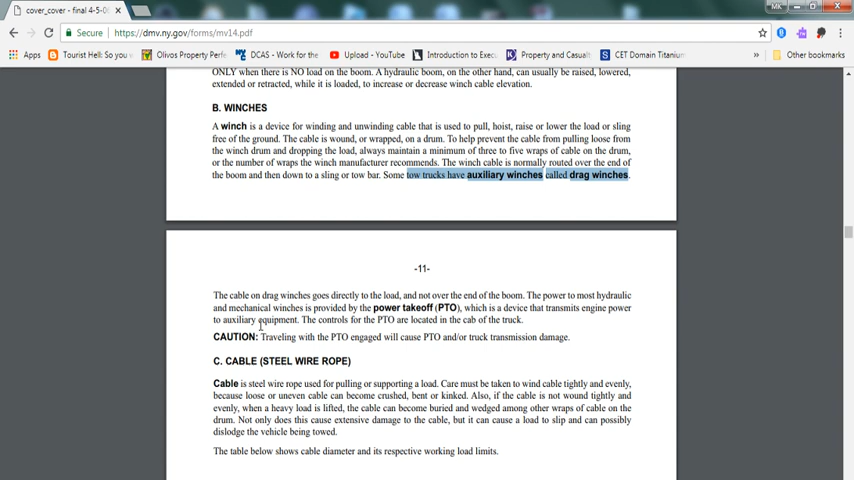 cover_cover - final 4-5-0
MK
Secure
https://dmv.ny.gov/forms/mv14.pdf
Apps
Tourist Hell: So you
Olivos Property Perfe
DCAS - Work for the
Upload - YouTube
Introduction to Exec
Property and Casualt
CET Domain Titanium
»
Other bookmarks
ONLY when there is NO load on the boom. A hydraulic boom, on the other hand, can usually be raised, lowered,
extended or retracted, while it is loaded, to increase or decrease winch cable elevation.
B. WINCHES
A winch is a device for winding and unwinding cable that is used to pull, hoist, raise or lower the load or sling
free of the ground. The cable is wound, or wrapped, on a drum. To help prevent the cable from pulling loose from
the winch drum and dropping the load, always maintain a minimum of three to five wraps of cable on the drum,
or the number of wraps the winch manufacturer recommends. The winch cable is normally routed over the end of
the boom and then down to a sling or tow bar. Some tow trucks have auxiliary winches called drag winches.
-11-
The cable on drag winches goes directly to the load, and not over the end of the boom. The power to most hydraulic
and mechanical winches is provided by the power takeoff (PTO), which is a device that transmits engine power
to auxiliary equipment. The controls for the PTO are located in the cab of the truck.
CAUTION: Traveling with the PTO engaged will cause PTO and/or truck transmission damage.
C. CABLE (STEEL WIRE ROPE)
Cable is steel wire rope used for pulling or supporting a load. Care must be taken to wind cable tightly and evenly,
because loose or uneven cable can become crushed, bent or kinked. Also, if the cable is not wound tightly and
evenly, when a heavy load is lifted, the cable can become buried and wedged among other wraps of cable on the
drum. Not only does this cause extensive damage to the cable, but it can cause a load to slip and can possibly
dislodge the vehicle being towed.
The table below shows cable diameter and its respective working load limits.